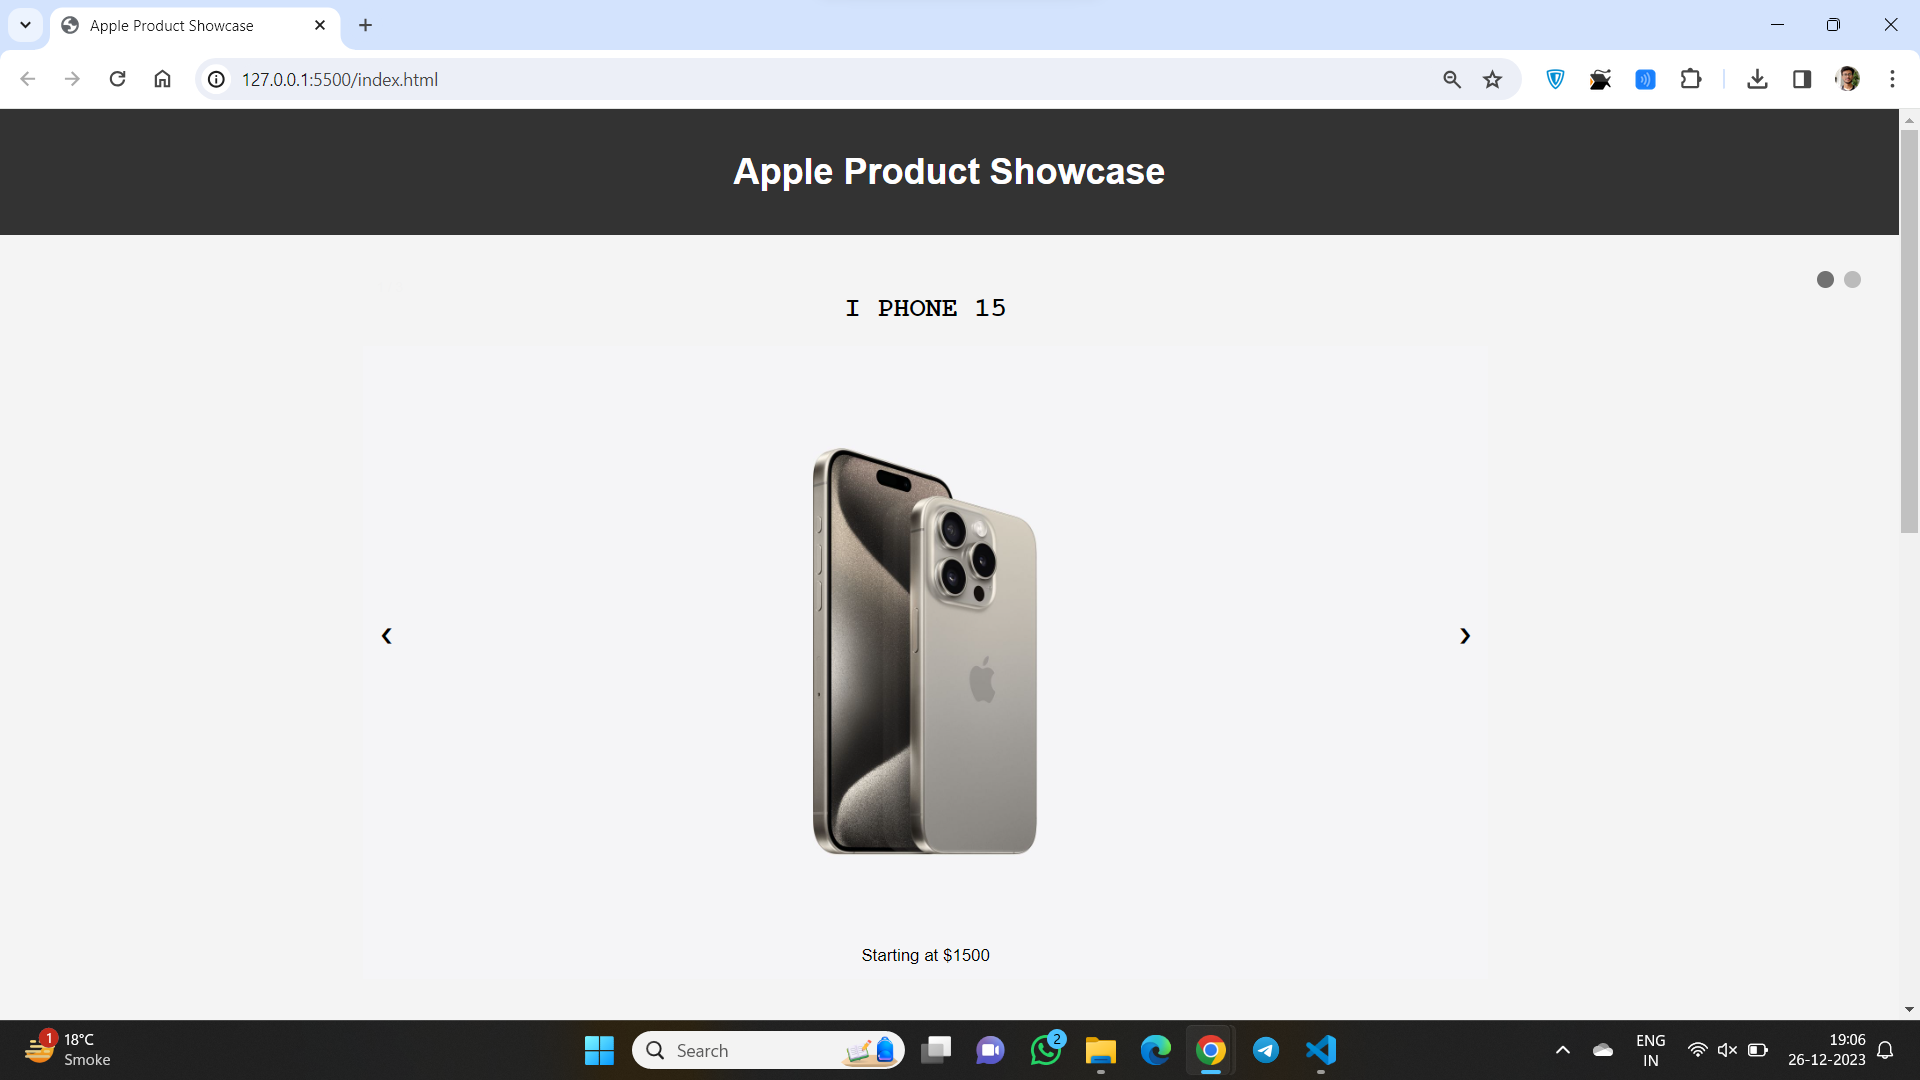 Apple Product Showcase
127.0.0.1:5500/index.html
Apple Product Showcase
I PHONE 15
Starting at $1500
1
18°C
Smoke
Search
2
ENG
IN
19:06
26-12-2023